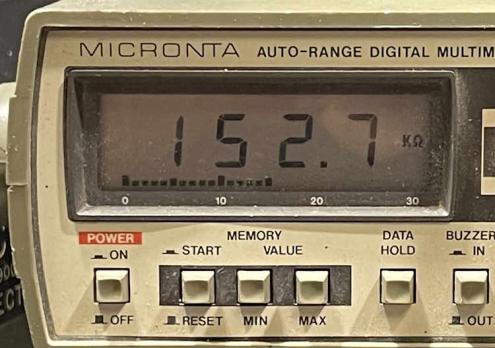 MICRONTA AUTO-RANGE DIGITAL MULTIM
152.7 KΩ
0 10 20 30
POWER
ON
OFF
MEMORY
START VALUE
RESET MIN MAX
DATA
HOLD
BUZZER
IN
OUT